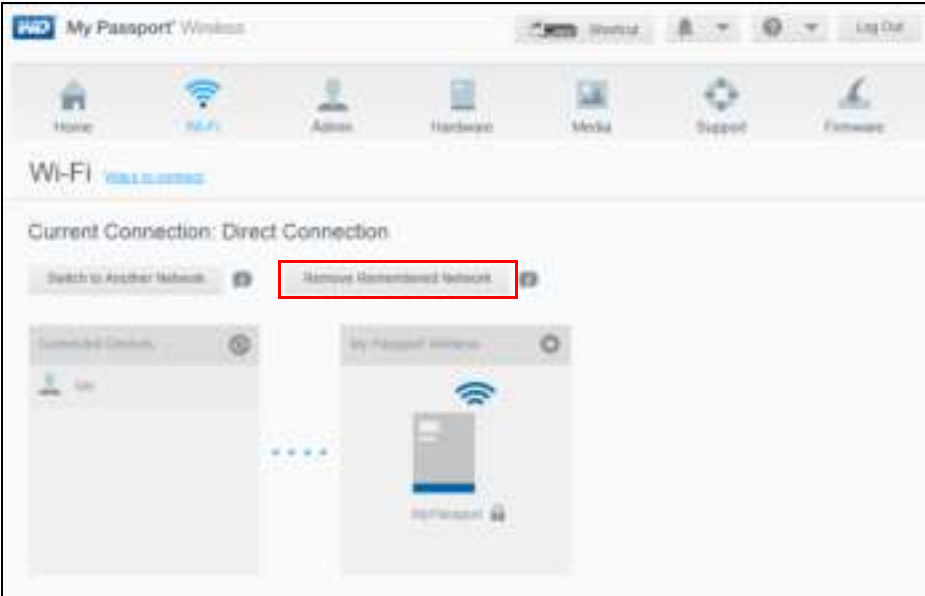 WD My Passport® Wireless
Shortcut Log Out
Home Wi-Fi Admin Hardware Media Support Firmware
Wi-Fi Ways to connect
Current Connection: Direct Connection
Switch to Another Network Remove Remembered Network
Connected Devices My Passport® Wireless
MyPassport